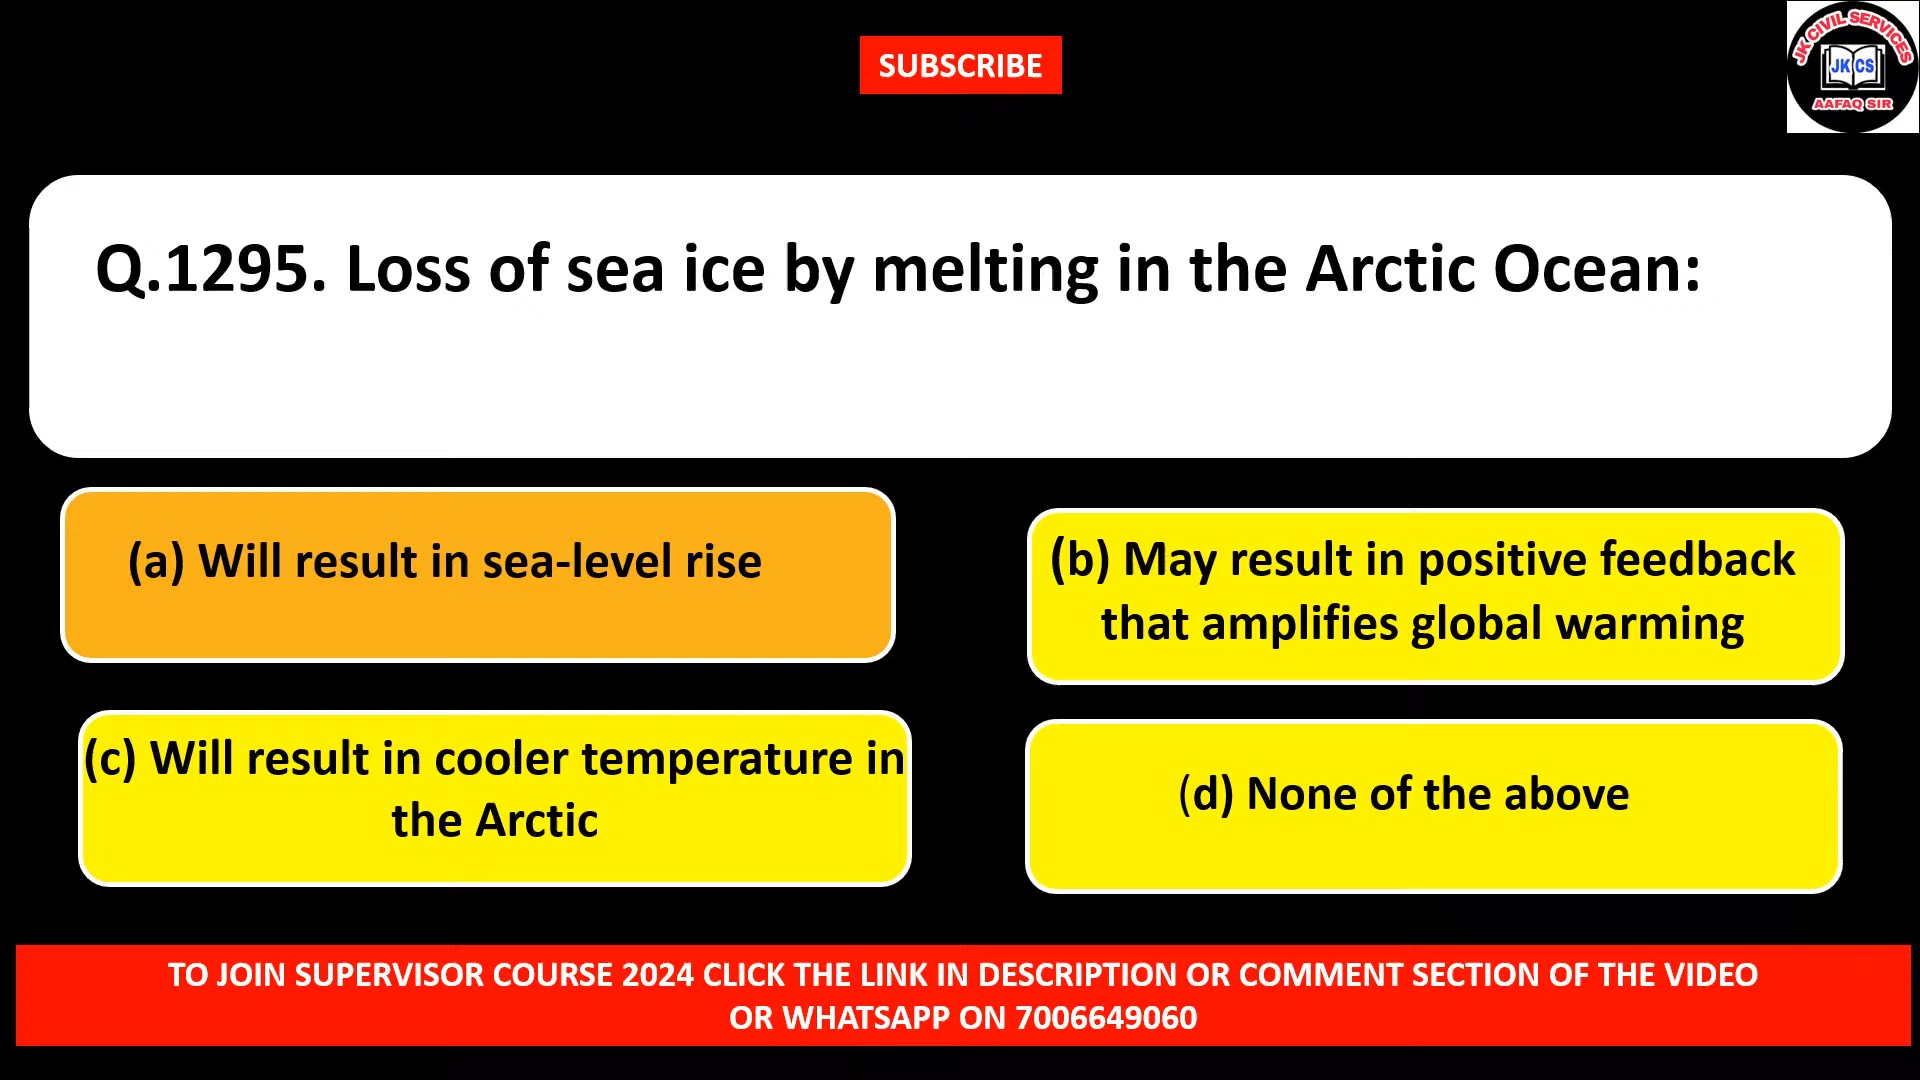 SUBSCRIBE
JK CIVIL SERVICES
JK CS
AAFAQ SIR
Q.1295. Loss of sea ice by melting in the Arctic Ocean:
(a) Will result in sea-level rise
(b) May result in positive feedback
that amplifies global warming
(c) Will result in cooler temperature in
the Arctic
(d) None of the above
TO JOIN SUPERVISOR COURSE 2024 CLICK THE LINK IN DESCRIPTION OR COMMENT SECTION OF THE VIDEO
OR WHATSAPP ON 7006649060